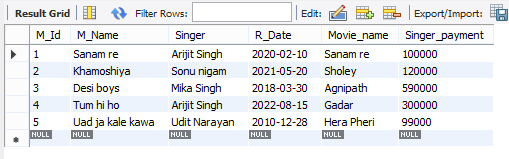 Result Grid Filter Rows: Edit: Export/Import:
M_Id M_Name Singer R_Date Movie_name Singer_payment
1 Sanam re Arijit Singh 2020-02-10 Sanam re 100000
2 Khamoshiya Sonu nigam 2021-05-20 Sholey 120000
3 Desi boys Mika Singh 2018-03-30 Agnipath 590000
4 Tum hi ho Arijit Singh 2022-08-15 Gadar 300000
5 Uad ja kale kawa Udit Narayan 2010-12-28 Hera Pheri 99000
NULL NULL NULL NULL NULL NULL